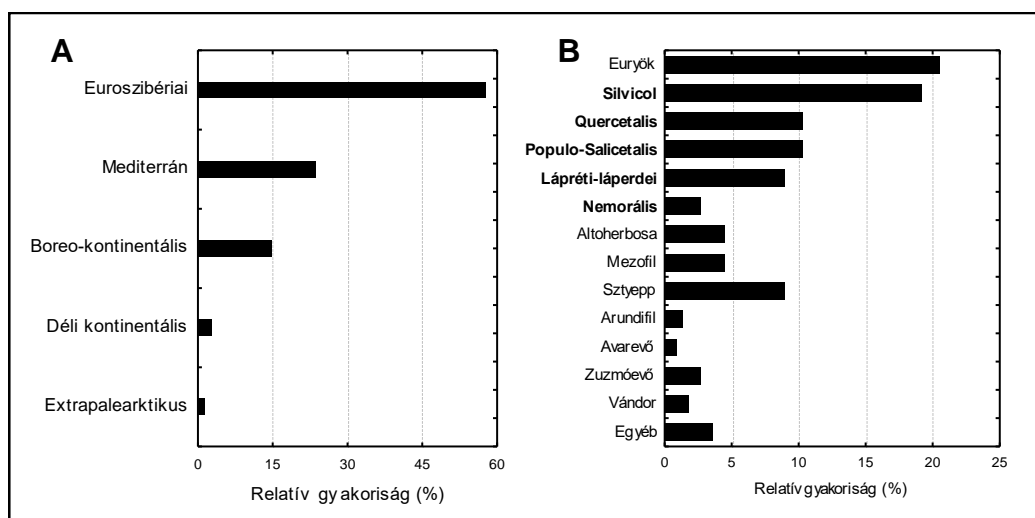 A
Euroszibériai
Mediterrán
Boreo-kontinentális
Déli kontinentális
Extrapalearktikus
0 15 30 45 60
Relatív gyakoriság (%)
B
Euryök
Silvicol
Quercetalis
Populo-Salicetalis
Lápréti-láperdei
Nemorális
Altoherbosa
Mezofil
Sztyepp
Arundifil
Avarevő
Zuzmóevő
Vándor
Egyéb
0 5 10 15 20 25
Relatív gyakoriság (%)